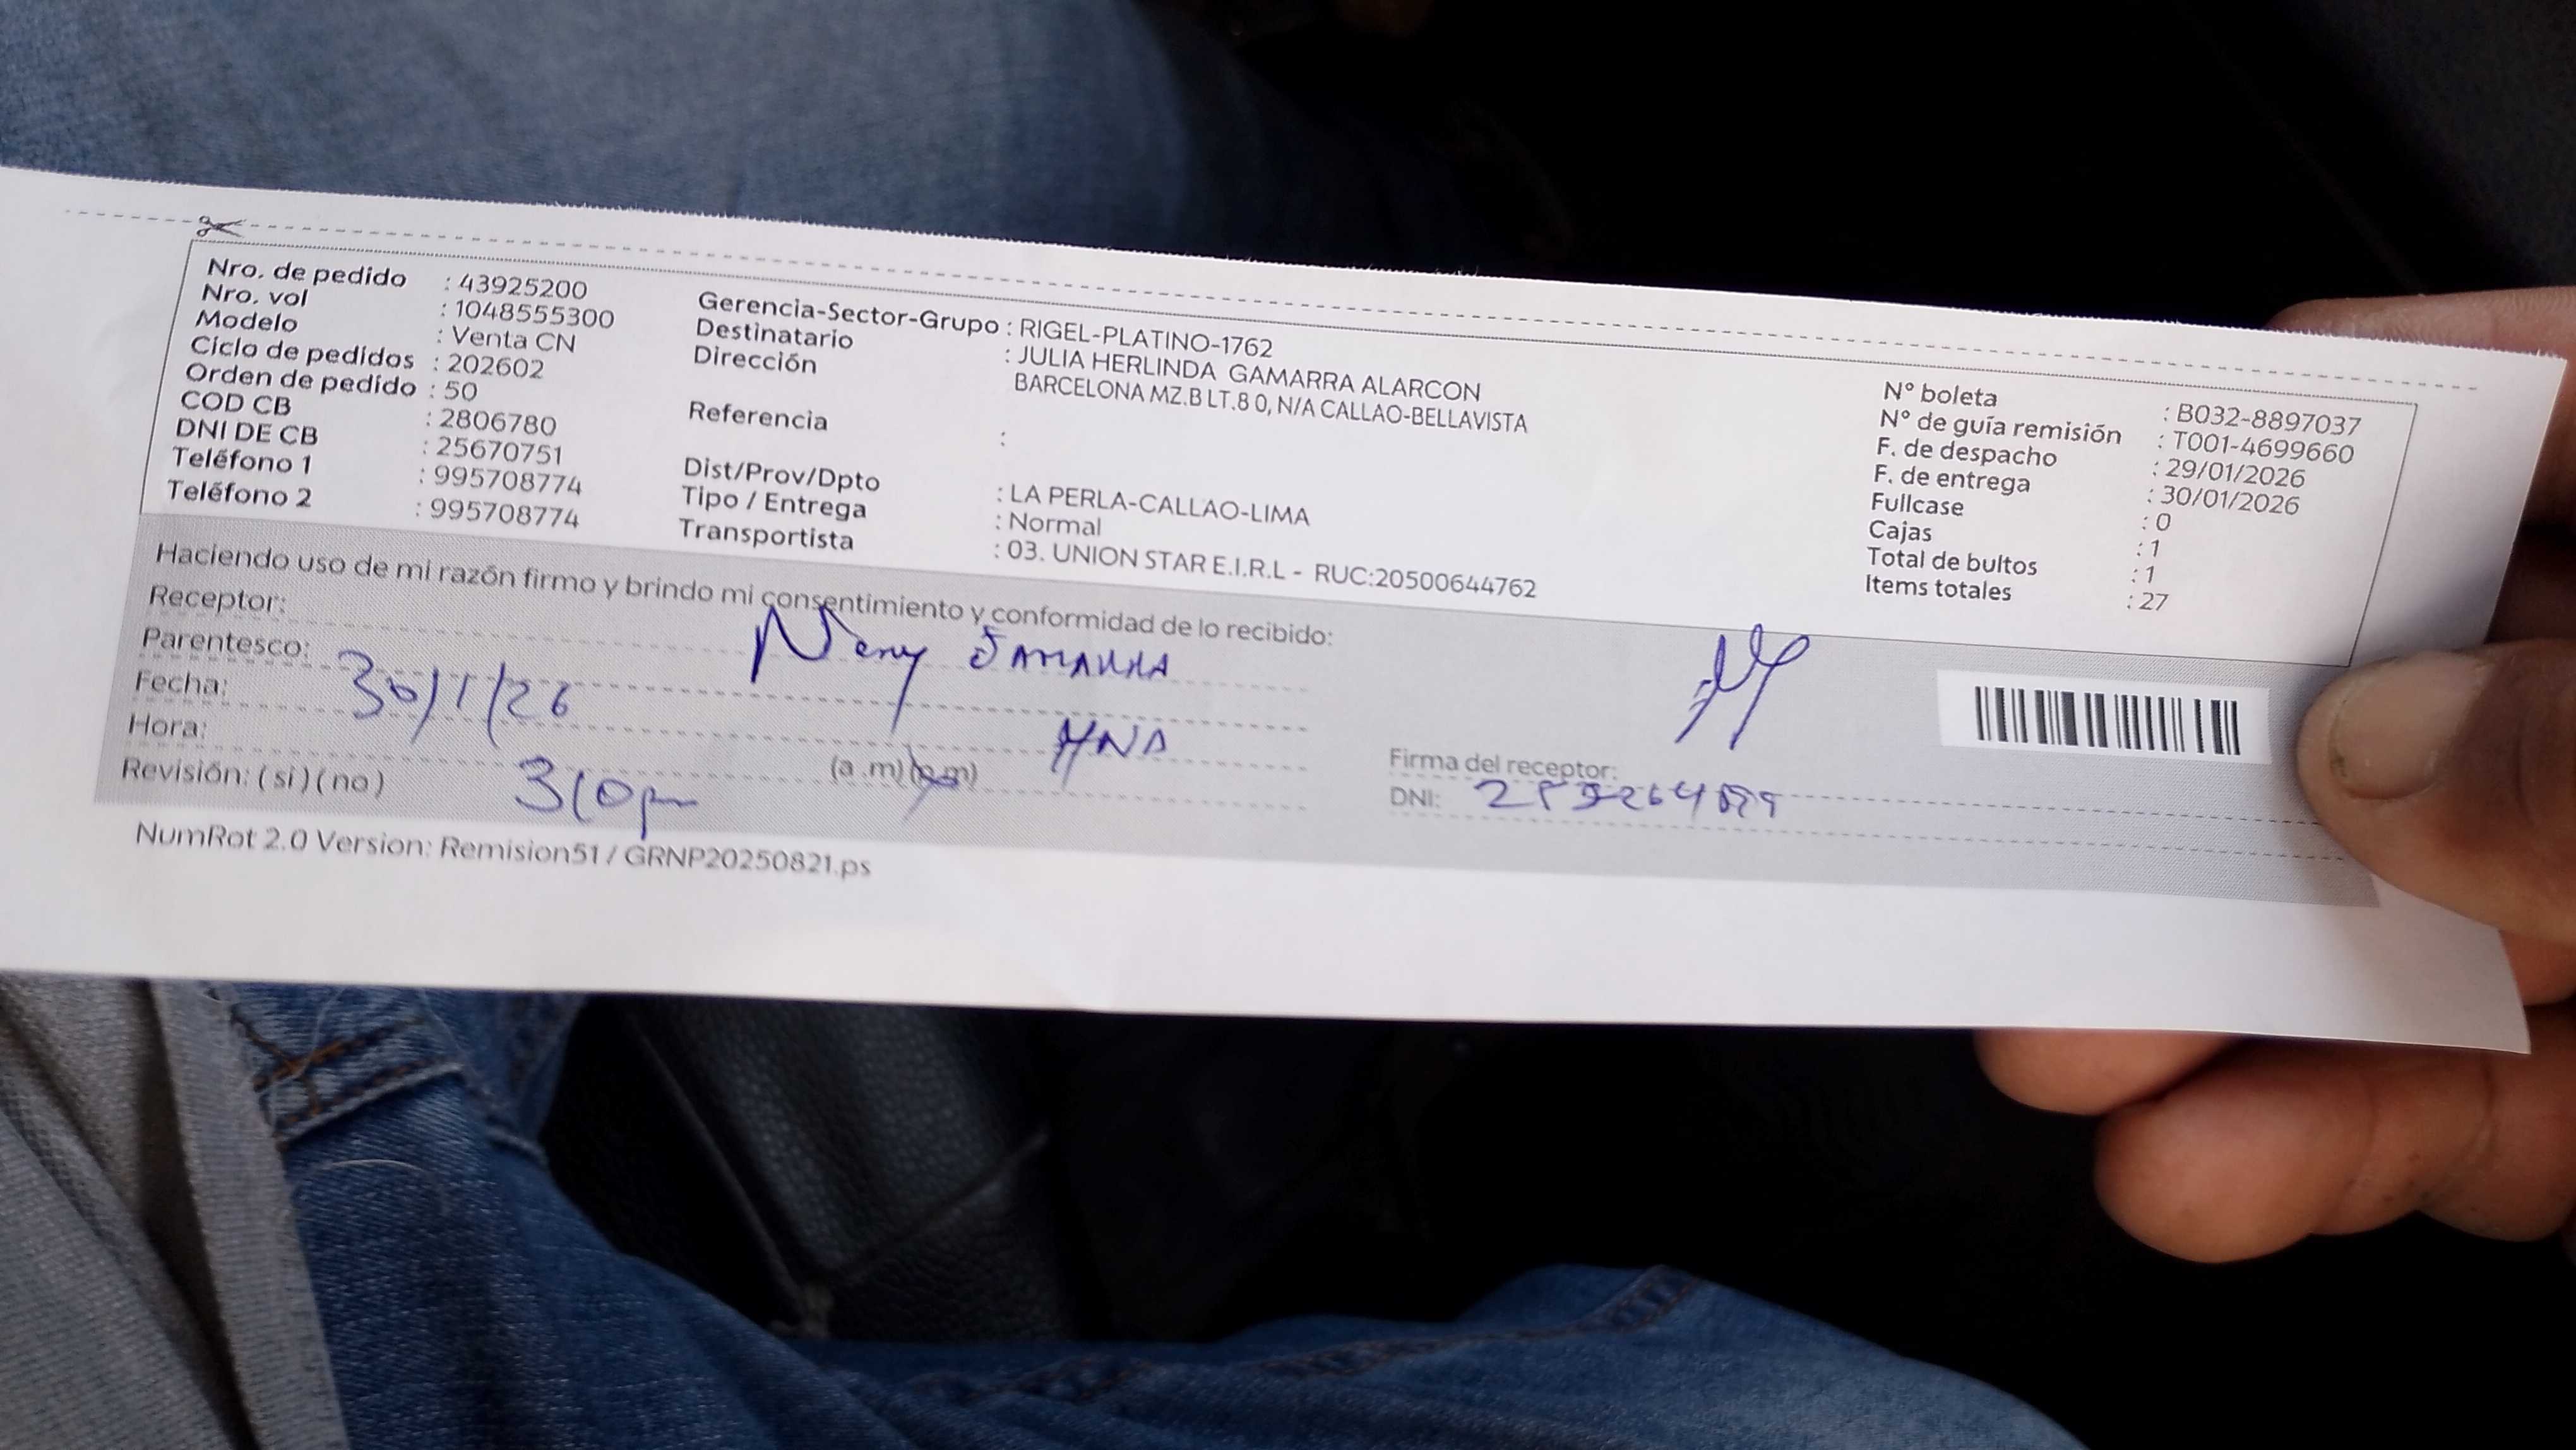 Nro. de pedido : 43925200
Nro. vol : 1048555300
Modelo : Venta CN
Ciclo de pedidos : 202602
Orden de pedido : 50
COD CB : 2806780
DNI DE CB : 25670751
Teléfono 1 : 995708774
Teléfono 2 : 995708774
Gerencia-Sector-Grupo : RIGEL-PLATINO-1762
Destinatario : JULIA HERLINDA GAMARRA ALARCON
Dirección BARCELONA MZ.B LT.8 0, N/A CALLAO-BELLAVISTA
Referencia :
Dist/Prov/Dpto : LA PERLA-CALLAO-LIMA
Tipo / Entrega : Normal
Transportista : 03. UNION STAR E.I.R.L - RUC:20500644762
N° boleta : B032-8897037
N° de guía remisión : T001-4699660
F. de despacho : 29/01/2026
F. de entrega : 30/01/2026
Fullcase : 0
Cajas : 1
Total de bultos : 1
Items totales : 27
Haciendo uso de mi razón firmo y brindo mi consentimiento y conformidad de lo recibido:
Receptor: Neny
Parentesco: HNA
Fecha: 30/1/26
Hora: 310pm (a.m)(p.m)
Revisión: (si) (no)
Firma del receptor:
DNI:
NumRot 2.0 Version: Remision51 / GRNP20250821.ps